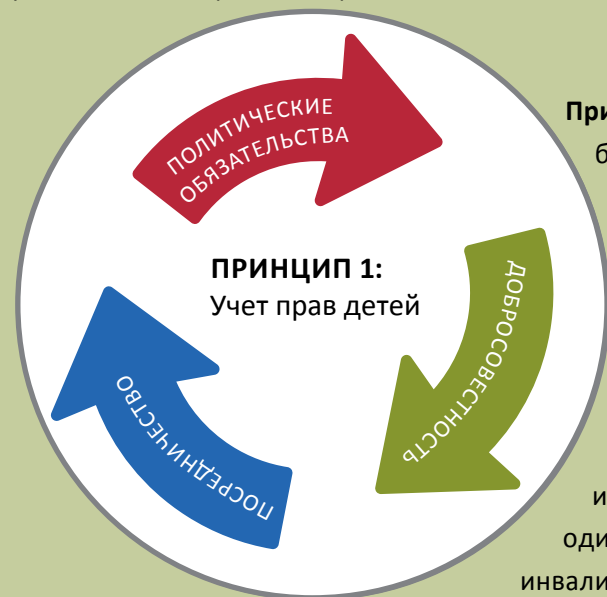 ПОЛИТИЧЕСКИЕ
ОБЯЗАТЕЛЬСТВА
ПРИНЦИП 1:
Учет прав детей
ДОБРОСОВЕСТНОСТЬ
ПОСРЕДНИЧЕСТВО